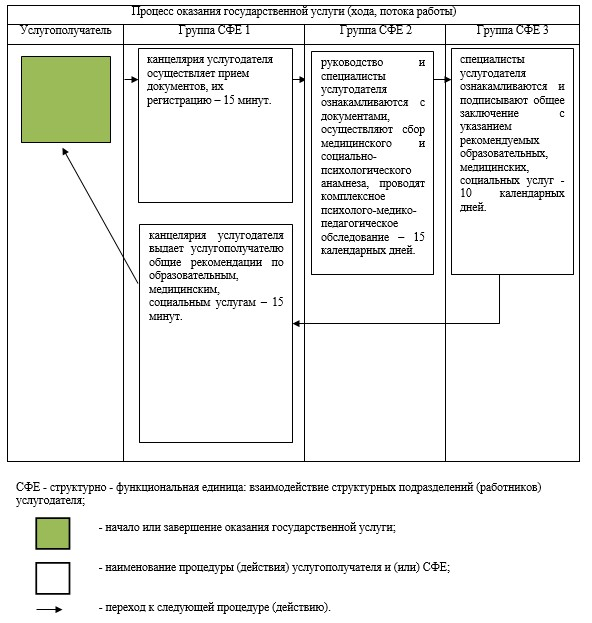 Процесс оказания государственной услуги (хода, потока работы)
Услугополучатель
Группа СФЕ 1
Группа СФЕ 2
Группа СФЕ 3
канцелярия услугодателя
осуществляет прием
документов, их
регистрацию – 15 минут.
руководство и
специалисты
услугодателя
ознакамливаются с
документами,
осуществляют сбор
медицинского и
социально-
психологического
анамнеза, проводят
комплексное
психолого-медико-
педагогическое
обследование – 15
календарных дней.
специалисты
услугодателя
ознакамливаются и
подписывают общее
заключение с
указанием
рекомендуемых
образовательных,
медицинских,
социальных услуг -
10 календарных
дней.
канцелярия услугодателя
выдает услугополучателю
общие рекомендации по
образовательным,
медицинским,
социальным услугам – 15
минут.
СФЕ - структурно - функциональная единица: взаимодействие структурных подразделений (работников)
услугодателя;
- начало или завершение оказания государственной услуги;
- наименование процедуры (действия) услугополучателя и (или) СФЕ;
- переход к следующей процедуре (действию).